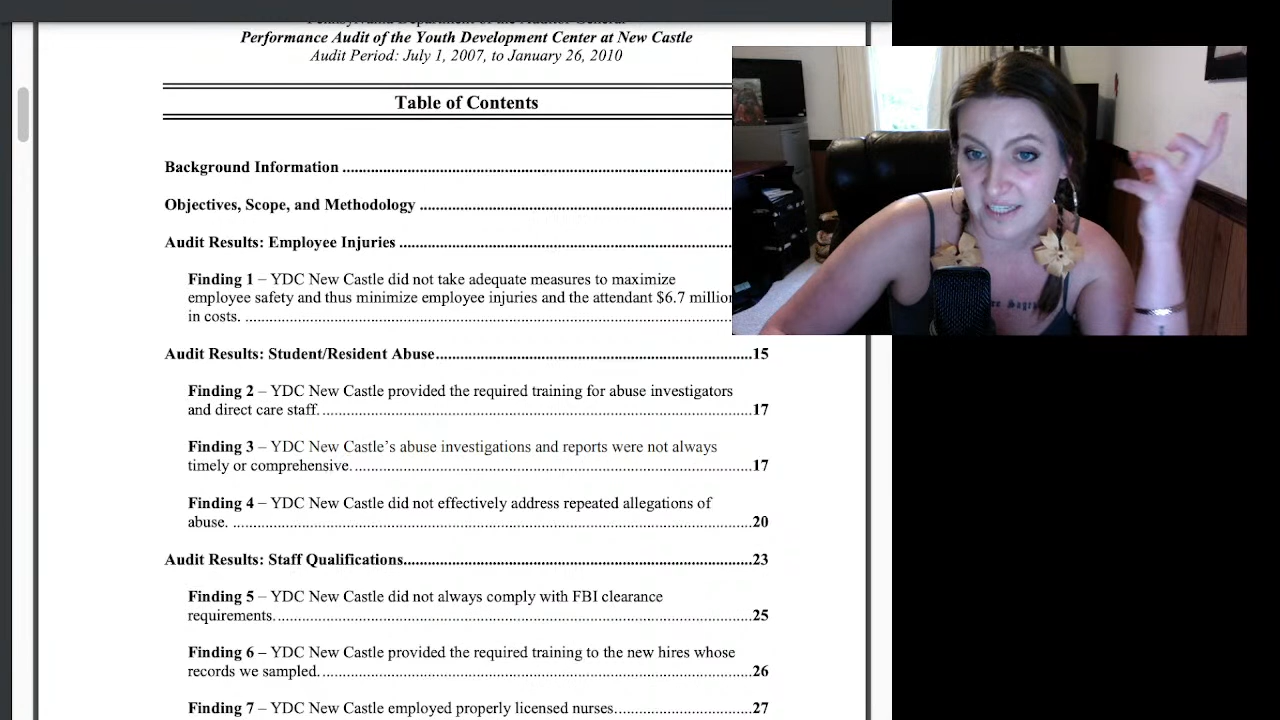 Pennsylvania Department of the Auditor General
Performance Audit of the Youth Development Center at New Castle
Audit Period: July 1, 2007, to January 26, 2010
Table of Contents
Background Information ...............................................................................................
Objectives, Scope, and Methodology ............................................................................
Audit Results: Employee Injuries .................................................................................
Finding 1 – YDC New Castle did not take adequate measures to maximize
employee safety and thus minimize employee injuries and the attendant $6.7 million
in costs. .........................................................................................................................
Audit Results: Student/Resident Abuse..............................................................................15
Finding 2 – YDC New Castle provided the required training for abuse investigators
and direct care staff...........................................................................................................17
Finding 3 – YDC New Castle’s abuse investigations and reports were not always
timely or comprehensive...................................................................................................17
Finding 4 – YDC New Castle did not effectively address repeated allegations of
abuse. ................................................................................................................................20
Audit Results: Staff Qualifications......................................................................................23
Finding 5 – YDC New Castle did not always comply with FBI clearance
requirements......................................................................................................................25
Finding 6 – YDC New Castle provided the required training to the new hires whose
records we sampled...........................................................................................................26
Finding 7 – YDC New Castle employed properly licensed nurses..................................27